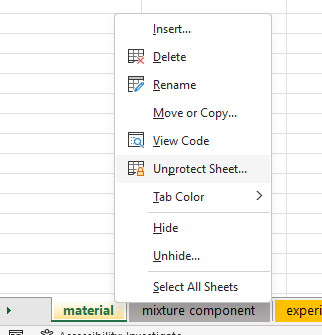 Insert...
Delete
Rename
Move or Copy...
View Code
Unprotect Sheet...
Tab Color
Hide
Unhide...
Select All Sheets
material mixture component experi
Accessibility: Investigate